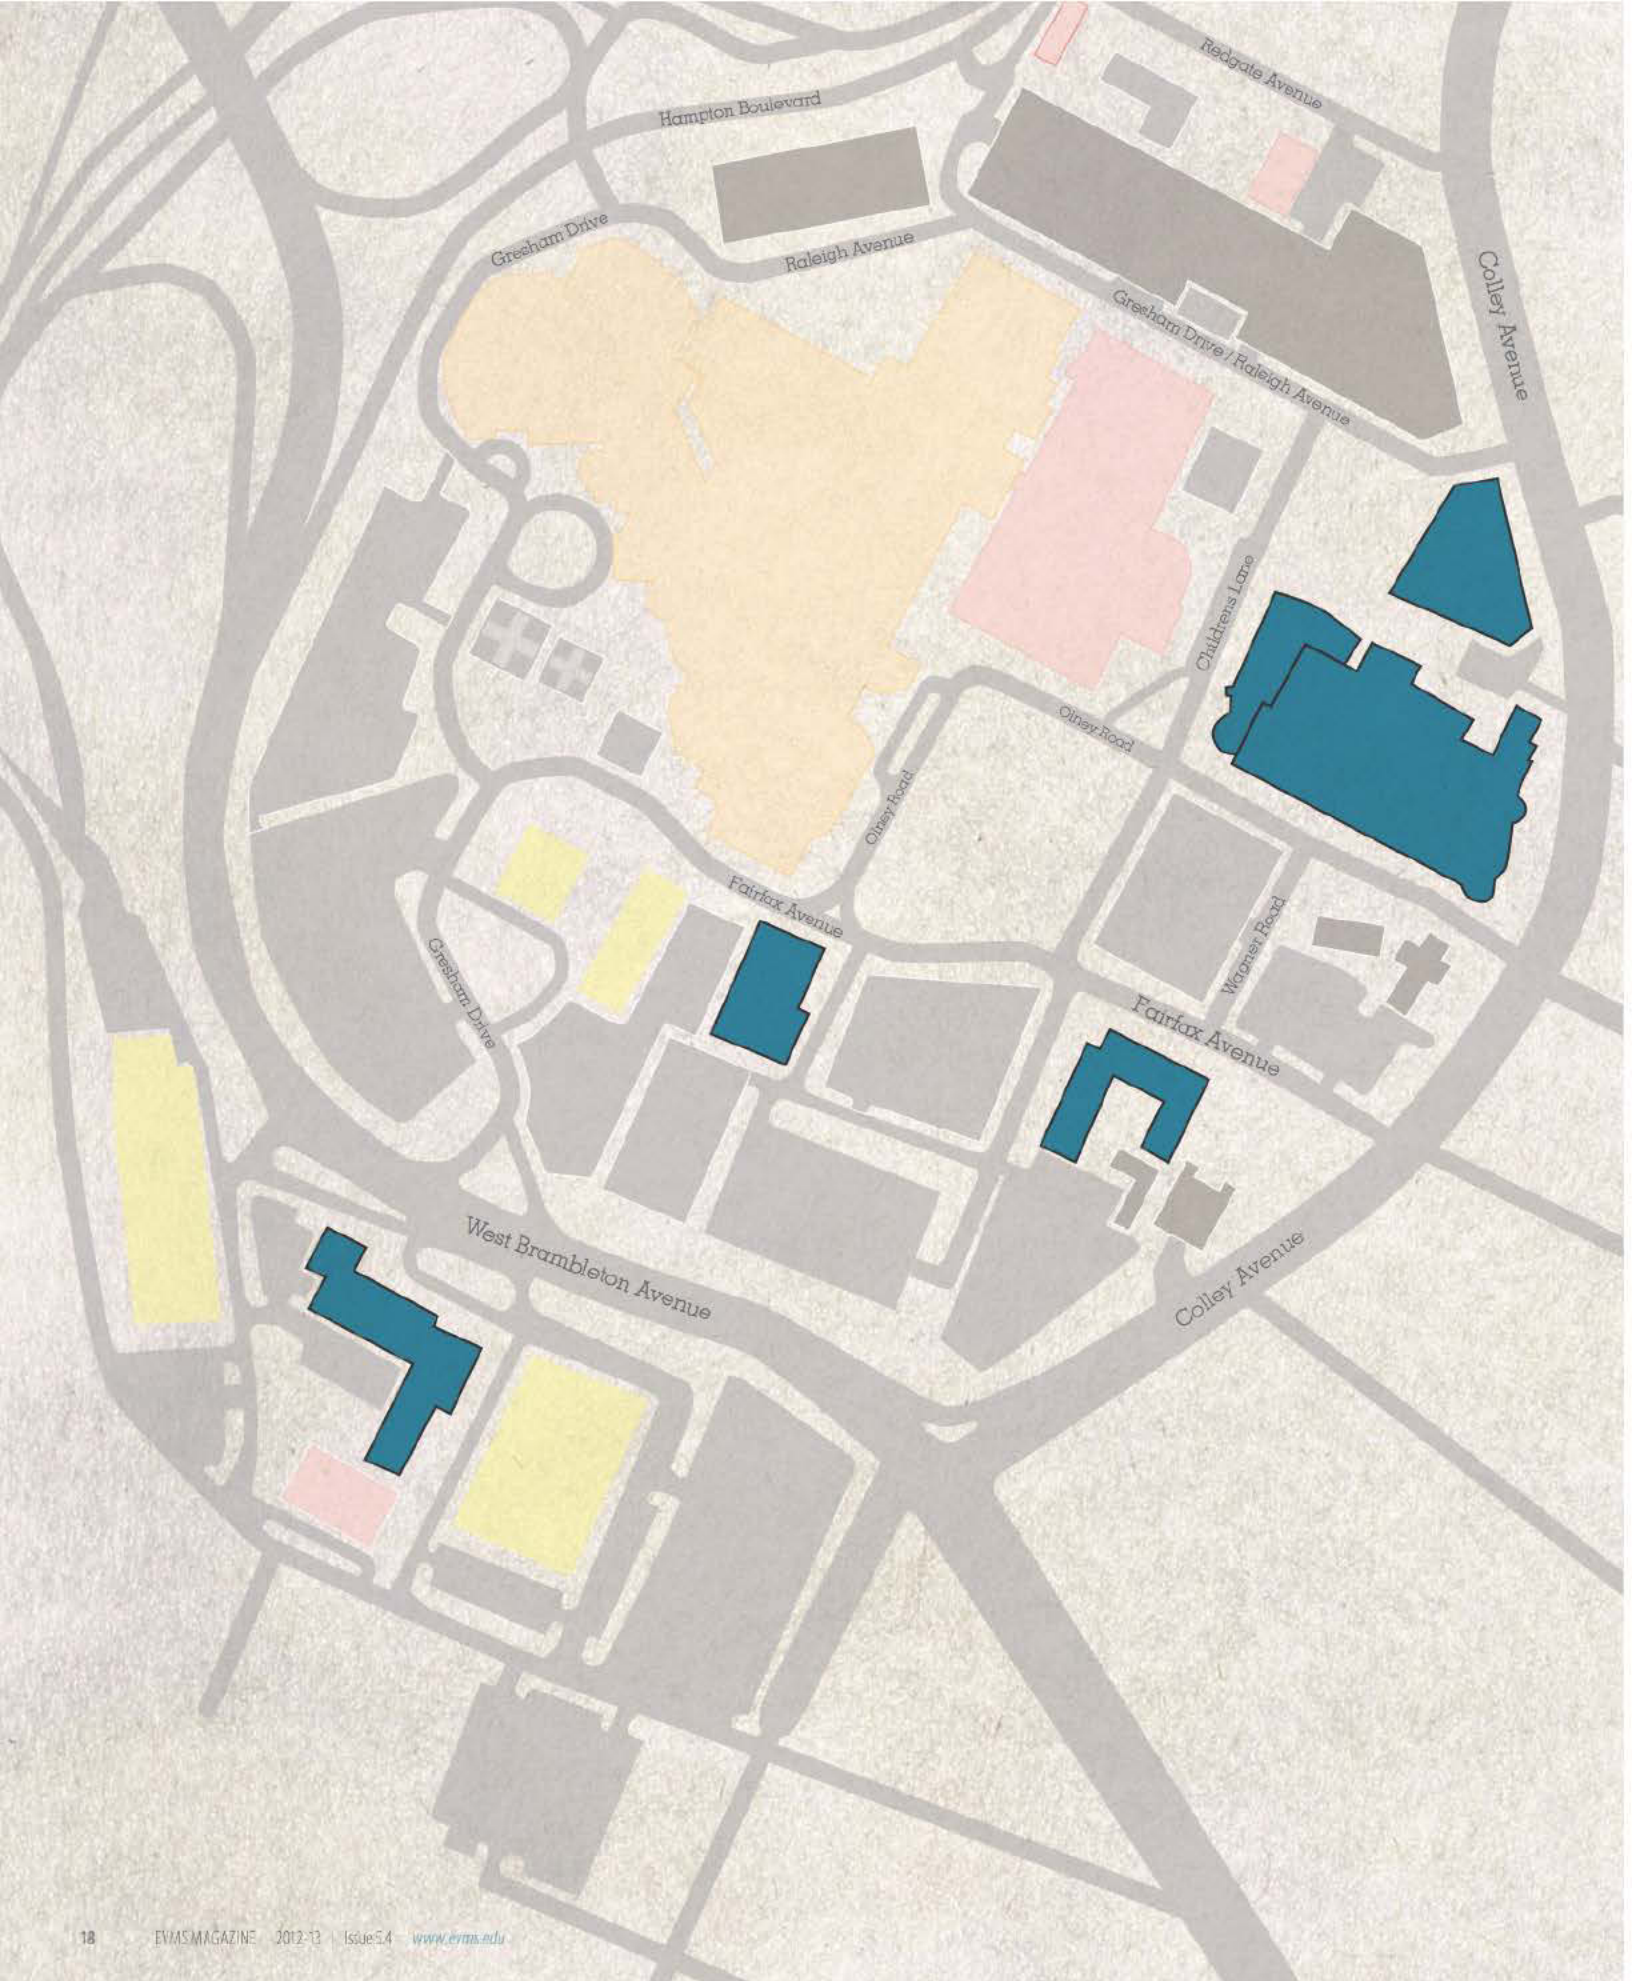 Redgate Avenue
Hampton Boulevard
Gresham Drive
Raleigh Avenue
Colley Avenue
Gresham Drive / Raleigh Avenue
Childrens Lane
Olney Road
Olney Road
Fairfax Avenue
Wagner Road
Gresham Drive
Fairfax Avenue
West Brambleton Avenue
Colley Avenue
18 EVMS MAGAZINE 2012-13 | Issue 5.4 www.evms.edu